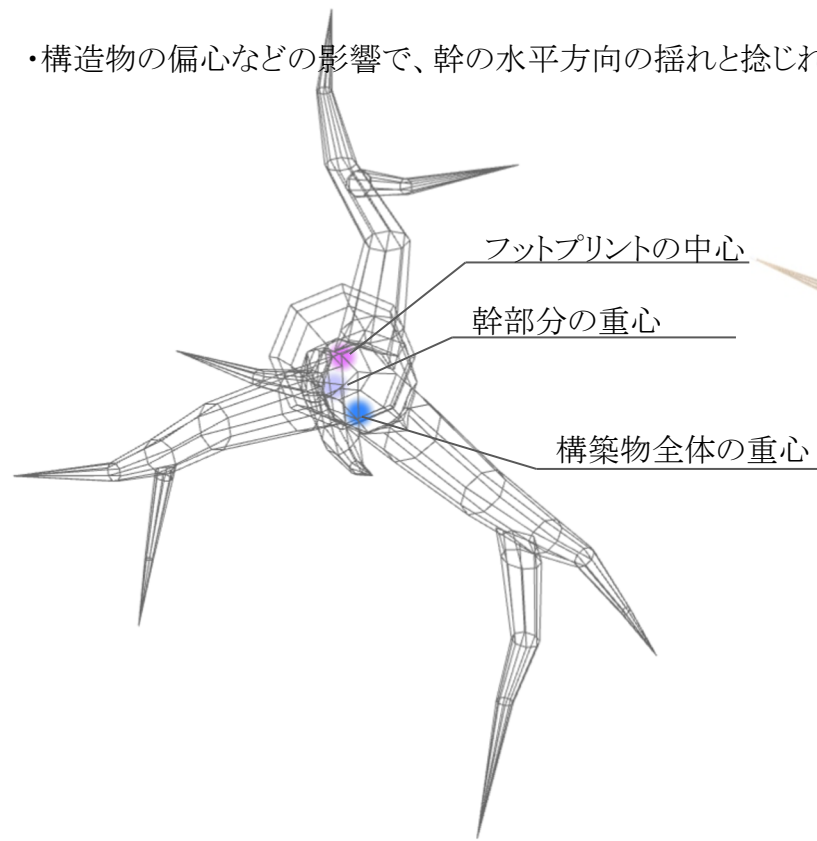 ・構造物の偏心などの影響で、幹の水平方向の揺れと捻じ
フットプリントの中心
幹部分の重心
構築物全体の重心